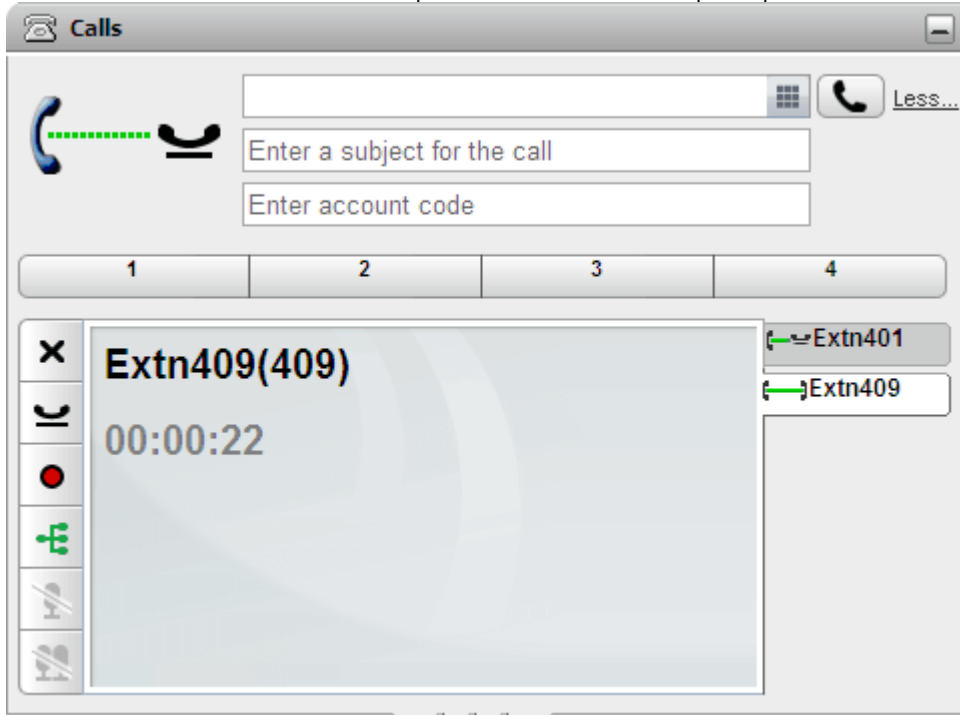 Calls
Less...
Enter a subject for the call
Enter account code
1 2 3 4
Extn409(409)
00:00:22
Extn401
Extn409